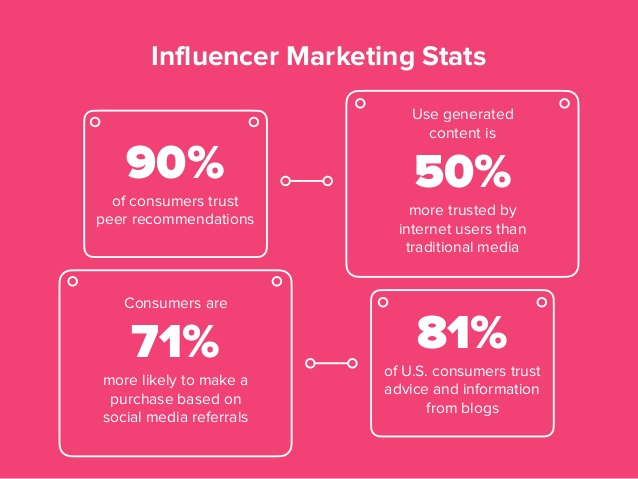 Influencer Marketing Stats
90%
of consumers trust
peer recommendations
Use generated
content is
50%
more trusted by
internet users than
traditional media
Consumers are
71%
more likely to make a
purchase based on
social media referrals
81%
of U.S. consumers trust
advice and information
from blogs